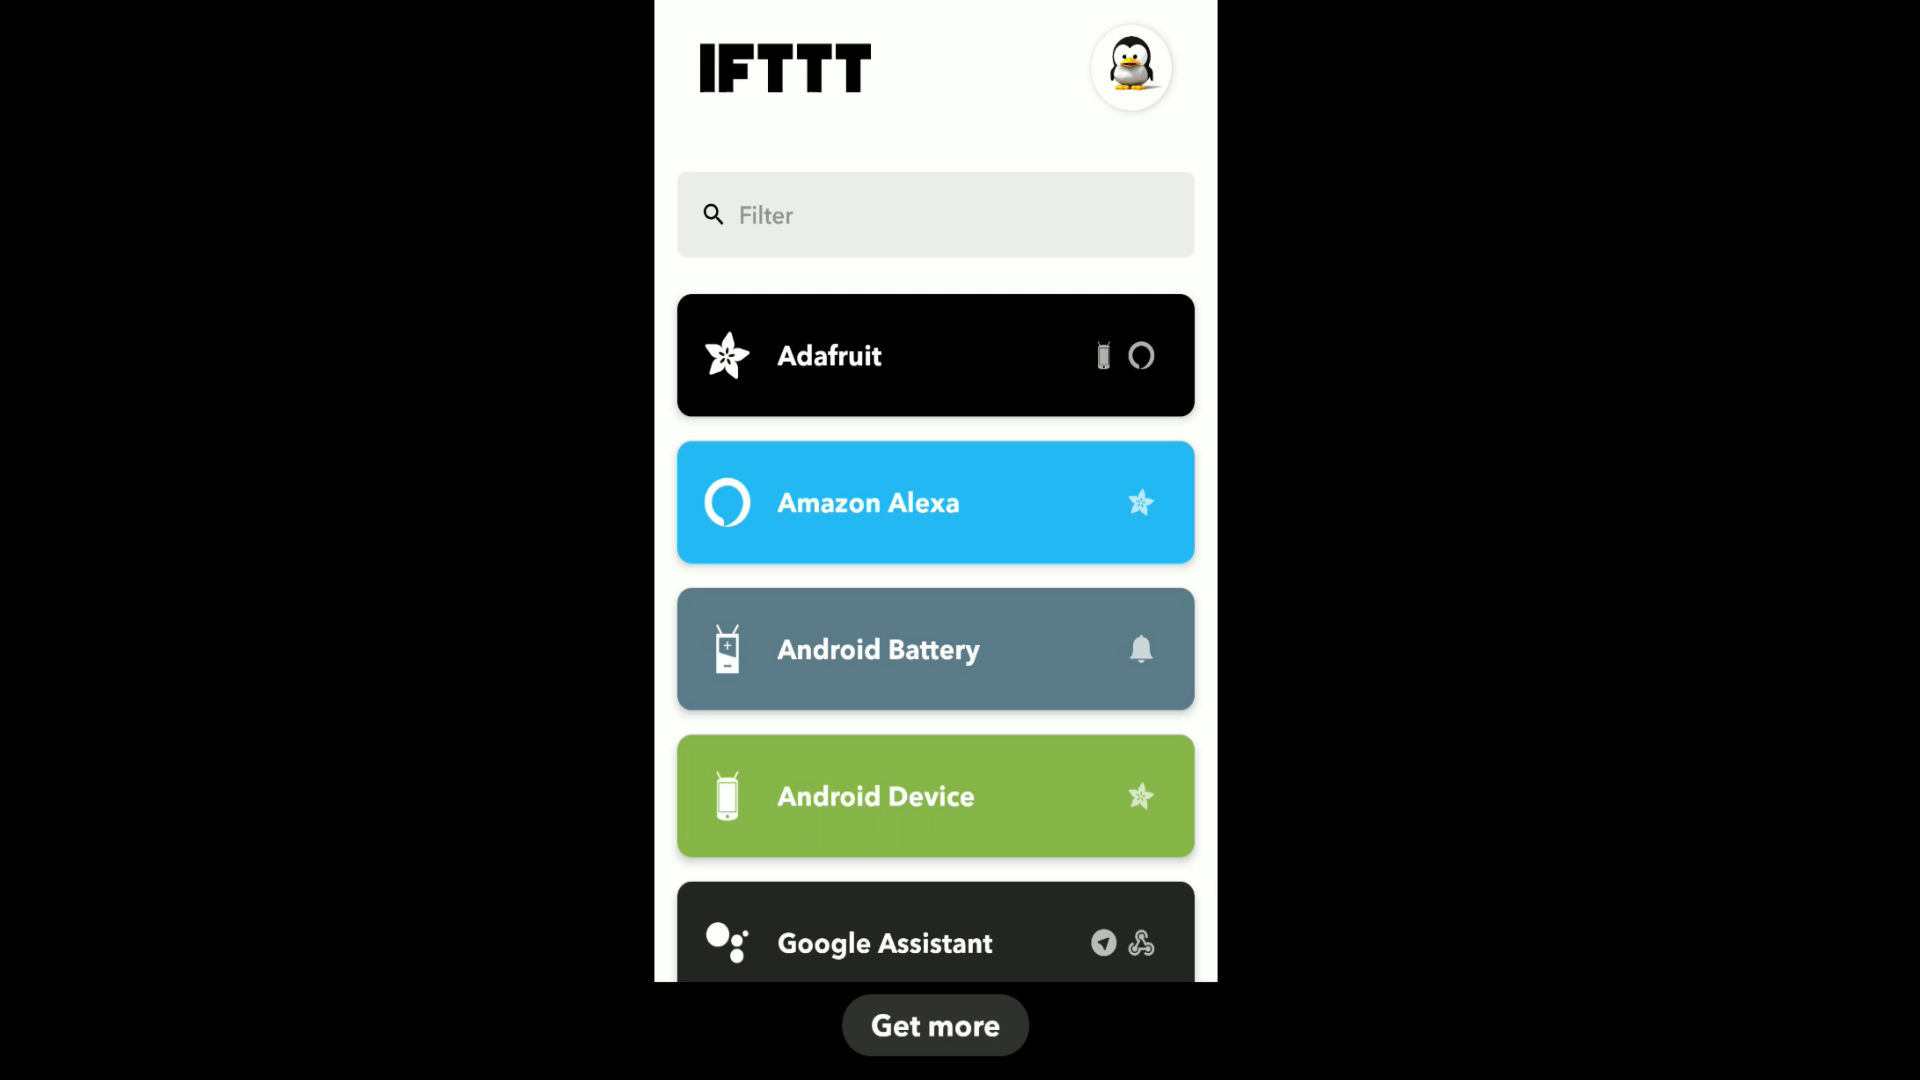 IFTTT
Filter
Adafruit
Amazon Alexa
Android Battery
Android Device
Google Assistant
Get more